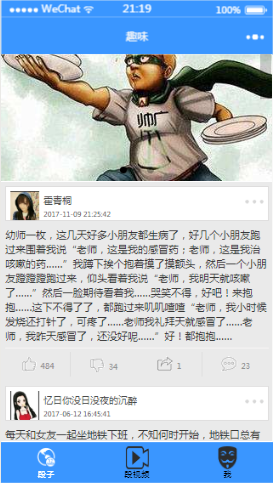 WeChat
21:19
100%
趣味
霍青桐
2017-11-09 21:25:42
幼师一枚，这几天好多小朋友都生病了，好几个小朋友跑
过来围着我说“老师，这是我的感冒药；老师，这是我治
咳嗽的药……”我蹲下挨个抱着摸了摸额头，然后一个小朋
友蹬蹬蹬跑过来，仰头看着我说“老师，我明天就咳嗽
了……”然后一脸期待看着我……哭笑不得，好吧！来抱
抱……这下不得了了，都跑过来叽叽喳喳“老师，我小时候
发烧还打针了，可疼了……老师我礼拜天就感冒了……老
师，我昨天感冒了，还没好呢……”好！都抱抱……
484
34
1
23
忆日你没日没夜的沉醉
2017-06-12 16:45:41
每天和女友一起坐地铁下班，不知何时开始，地铁口总有
段子
段视频
我